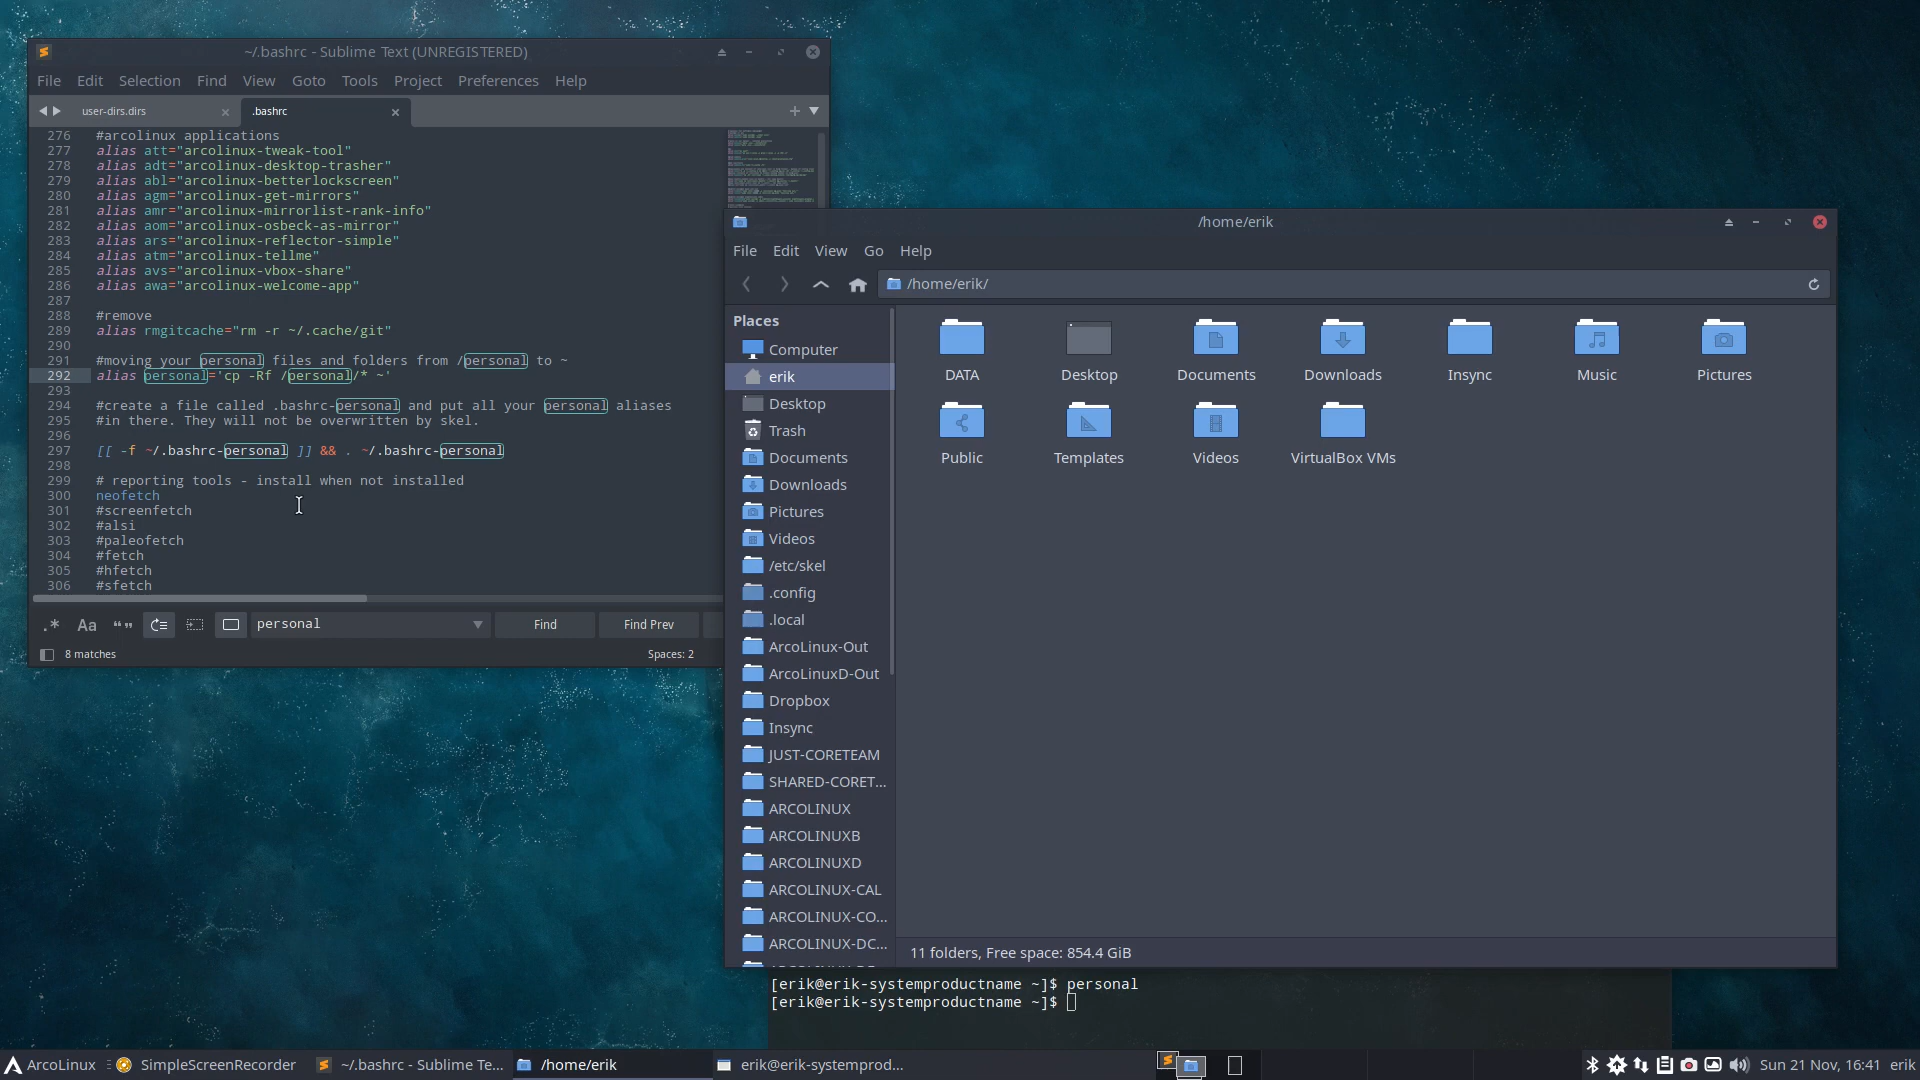 ~/.bashrc - Sublime Text (UNREGISTERED)
File Edit Selection Find View Goto Tools Project Preferences Help
user-dirs.dirs
.bashrc
276 #arcolinux applications
277 alias att="arcolinux-tweak-tool"
278 alias adt="arcolinux-desktop-trasher"
279 alias abl="arcolinux-betterlockscreen"
280 alias agm="arcolinux-get-mirrors"
281 alias amr="arcolinux-mirrorlist-rank-info"
282 alias aom="arcolinux-osbeck-as-mirror"
283 alias ars="arcolinux-reflector-simple"
284 alias atm="arcolinux-tellme"
285 alias avs="arcolinux-vbox-share"
286 alias awa="arcolinux-welcome-app"
287
288 #remove
289 alias rmgitcache="rm -r ~/.cache/git"
290
291 #moving your personal files and folders from /personal to ~
292 alias personal='cp -Rf /personal/* ~'
293
294 #create a file called .bashrc-personal and put all your personal aliases
295 #in there. They will not be overwritten by skel.
296
297 [[ -f ~/.bashrc-personal ]] && . ~/.bashrc-personal
298
299 # reporting tools - install when not installed
300 neofetch
301 #screenfetch
302 #alsi
303 #paleofetch
304 #fetch
305 #hfetch
306 #sfetch
.* Aa “” personal Find Find Prev
8 matches Spaces: 2
/home/erik
File Edit View Go Help
/home/erik/
Places
Computer
erik
Desktop
Trash
Documents
Downloads
Pictures
Videos
/etc/skel
.config
.local
ArcoLinux-Out
ArcoLinuxD-Out
Dropbox
Insync
JUST-CORETEAM
SHARED-CORET...
ARCOLINUX
ARCOLINUXB
ARCOLINUXD
ARCOLINUX-CAL
ARCOLINUX-CO...
ARCOLINUX-DC...
DATA Desktop Documents Downloads Insync Music Pictures
Public Templates Videos VirtualBox VMs
11 folders, Free space: 854.4 GiB
[erik@erik-systemproductname ~]$ personal
[erik@erik-systemproductname ~]$
ArcoLinux SimpleScreenRecorder ~/.bashrc - Sublime Te... /home/erik erik@erik-systemprod... Sun 21 Nov, 16:41 erik